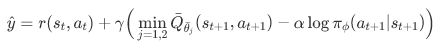 ŷ = r(s_t, a_t) + γ( min_{j=1,2} Q̄_{θ̄_j}(s_{t+1}, a_{t+1}) − α log π_ϕ(a_{t+1}|s_{t+1}) )